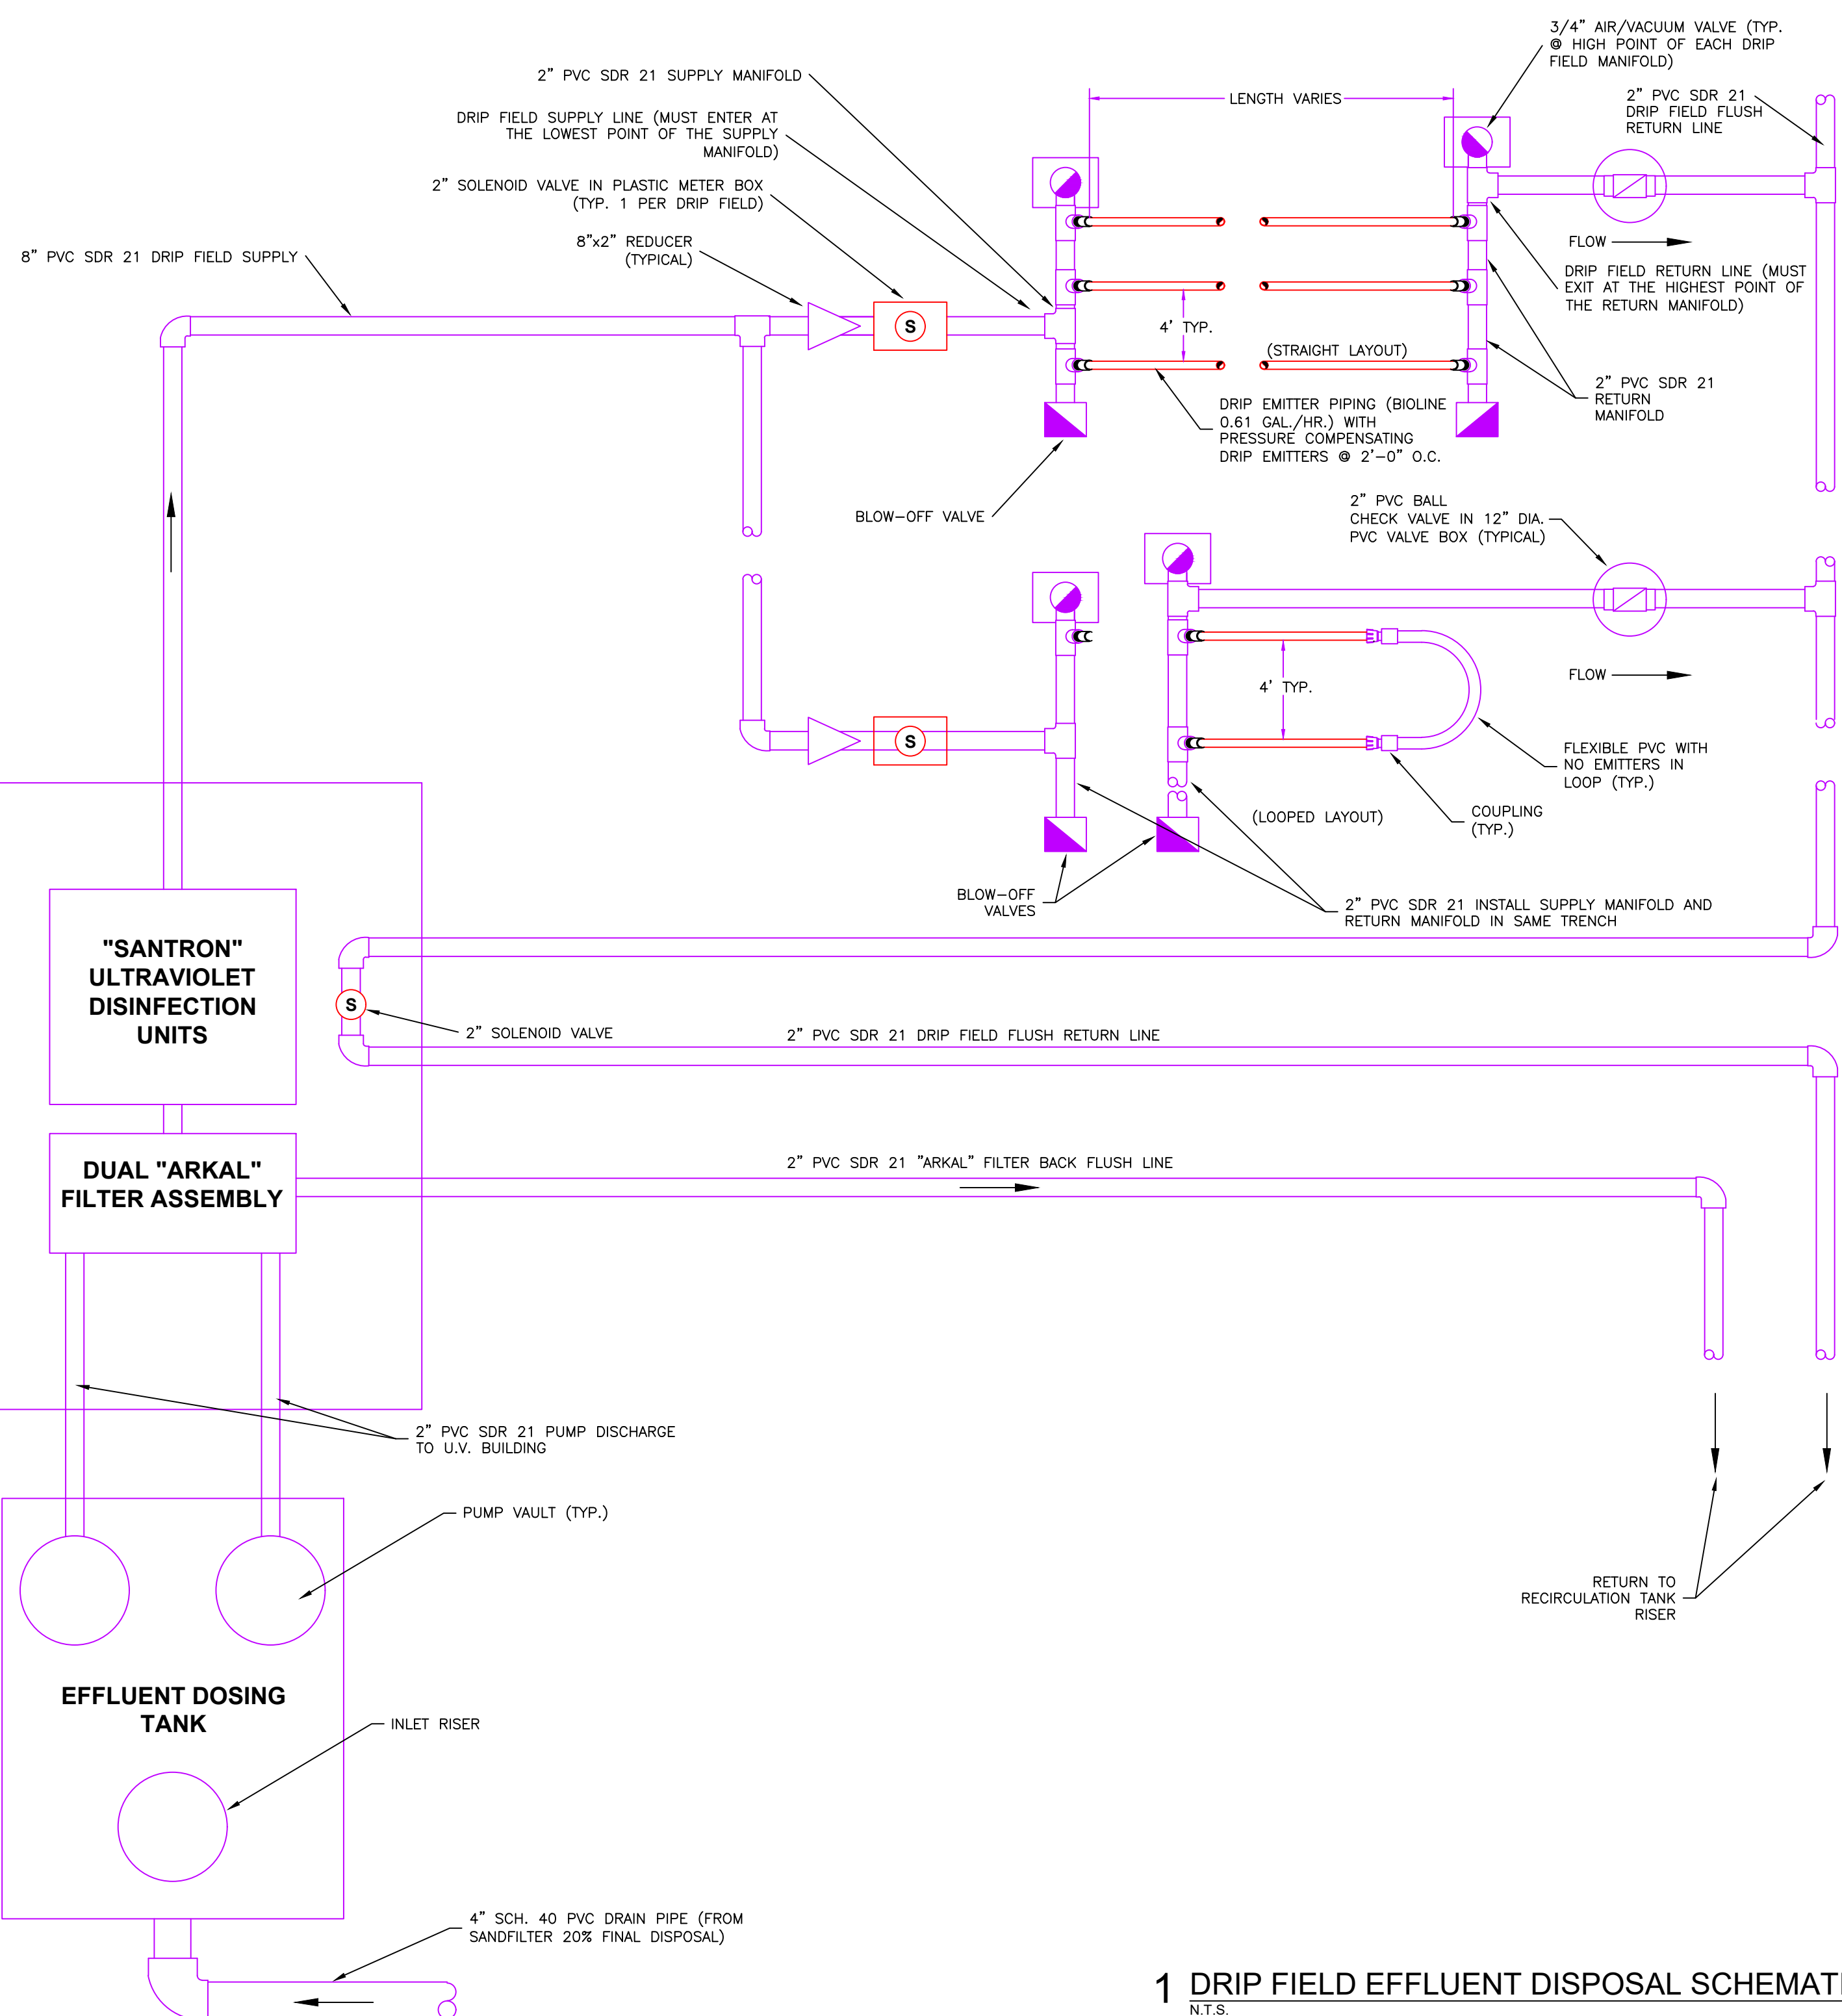 3/4" AIR/VACUUM VALVE (TYP.
@ HIGH POINT OF EACH DRIP
FIELD MANIFOLD)
2" PVC SDR 21 SUPPLY MANIFOLD
LENGTH VARIES
2" PVC SDR 21
DRIP FIELD FLUSH
RETURN LINE
DRIP FIELD SUPPLY LINE (MUST ENTER AT
THE LOWEST POINT OF THE SUPPLY
MANIFOLD)
2" SOLENOID VALVE IN PLASTIC METER BOX
(TYP. 1 PER DRIP FIELD)
8"x2" REDUCER
(TYPICAL)
8" PVC SDR 21 DRIP FIELD SUPPLY
FLOW
DRIP FIELD RETURN LINE (MUST
EXIT AT THE HIGHEST POINT OF
THE RETURN MANIFOLD)
S
4' TYP.
(STRAIGHT LAYOUT)
2" PVC SDR 21
RETURN
MANIFOLD
DRIP EMITTER PIPING (BIOLINE
0.61 GAL./HR.) WITH
PRESSURE COMPENSATING
DRIP EMITTERS @ 2'-0" O.C.
BLOW-OFF VALVE
2" PVC BALL
CHECK VALVE IN 12" DIA.
PVC VALVE BOX (TYPICAL)
FLOW
4' TYP.
S
FLEXIBLE PVC WITH
NO EMITTERS IN
LOOP (TYP.)
(LOOPED LAYOUT)
COUPLING
(TYP.)
BLOW-OFF
VALVES
2" PVC SDR 21 INSTALL SUPPLY MANIFOLD AND
RETURN MANIFOLD IN SAME TRENCH
"SANTRON"
ULTRAVIOLET
DISINFECTION
UNITS
S
2" SOLENOID VALVE
2" PVC SDR 21 DRIP FIELD FLUSH RETURN LINE
DUAL "ARKAL"
FILTER ASSEMBLY
2" PVC SDR 21 "ARKAL" FILTER BACK FLUSH LINE
2" PVC SDR 21 PUMP DISCHARGE
TO U.V. BUILDING
PUMP VAULT (TYP.)
RETURN TO
RECIRCULATION TANK
RISER
EFFLUENT DOSING
TANK
INLET RISER
4" SCH. 40 PVC DRAIN PIPE (FROM
SANDFILTER 20% FINAL DISPOSAL)
1 DRIP FIELD EFFLUENT DISPOSAL SCHEMATI
N.T.S.